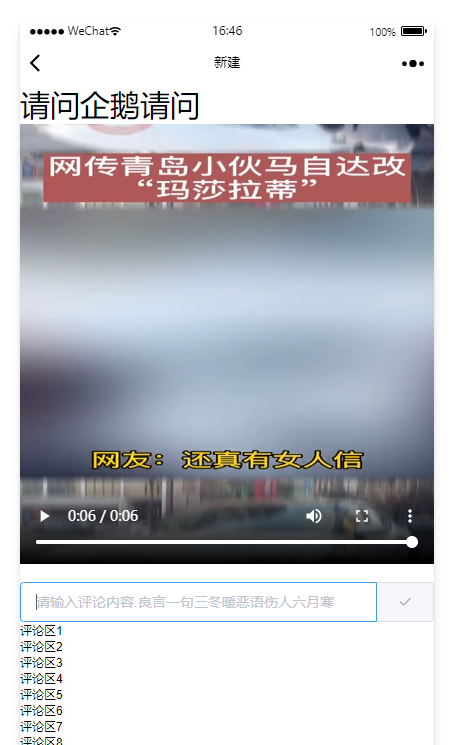 WeChat 16:46 100%
新建
请问企鹅请问
网传青岛小伙马自达改
“玛莎拉蒂”
网友：还真有女人信
0:06 / 0:06
请输入评论内容.良言一句三冬暖恶语伤人六月寒
评论区1
评论区2
评论区3
评论区4
评论区5
评论区6
评论区7
评论区8